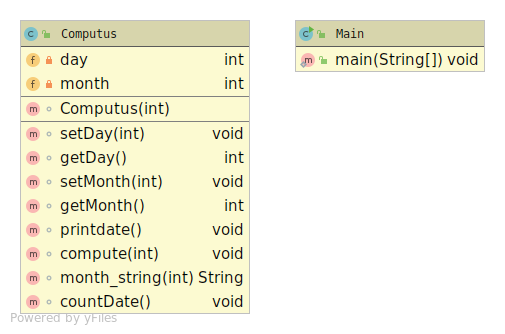 Computus
day int
month int
Computus(int)
setDay(int) void
getDay() int
setMonth(int) void
getMonth() int
printdate() void
compute(int) void
month_string(int) String
countDate() void
Main
main(String[]) void
Powered by yFiles